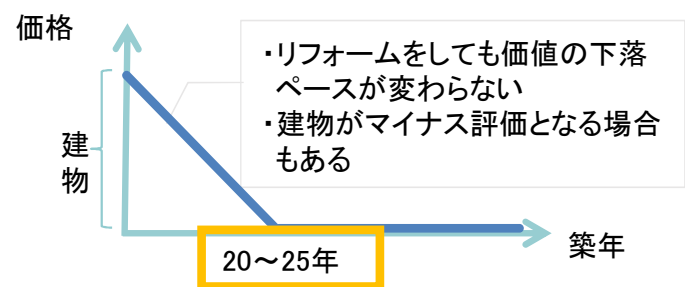 価格
・リフォームをしても価値の下落
ペースが変わらない
・建物がマイナス評価となる場合
もある
建
物
20～25年
築年